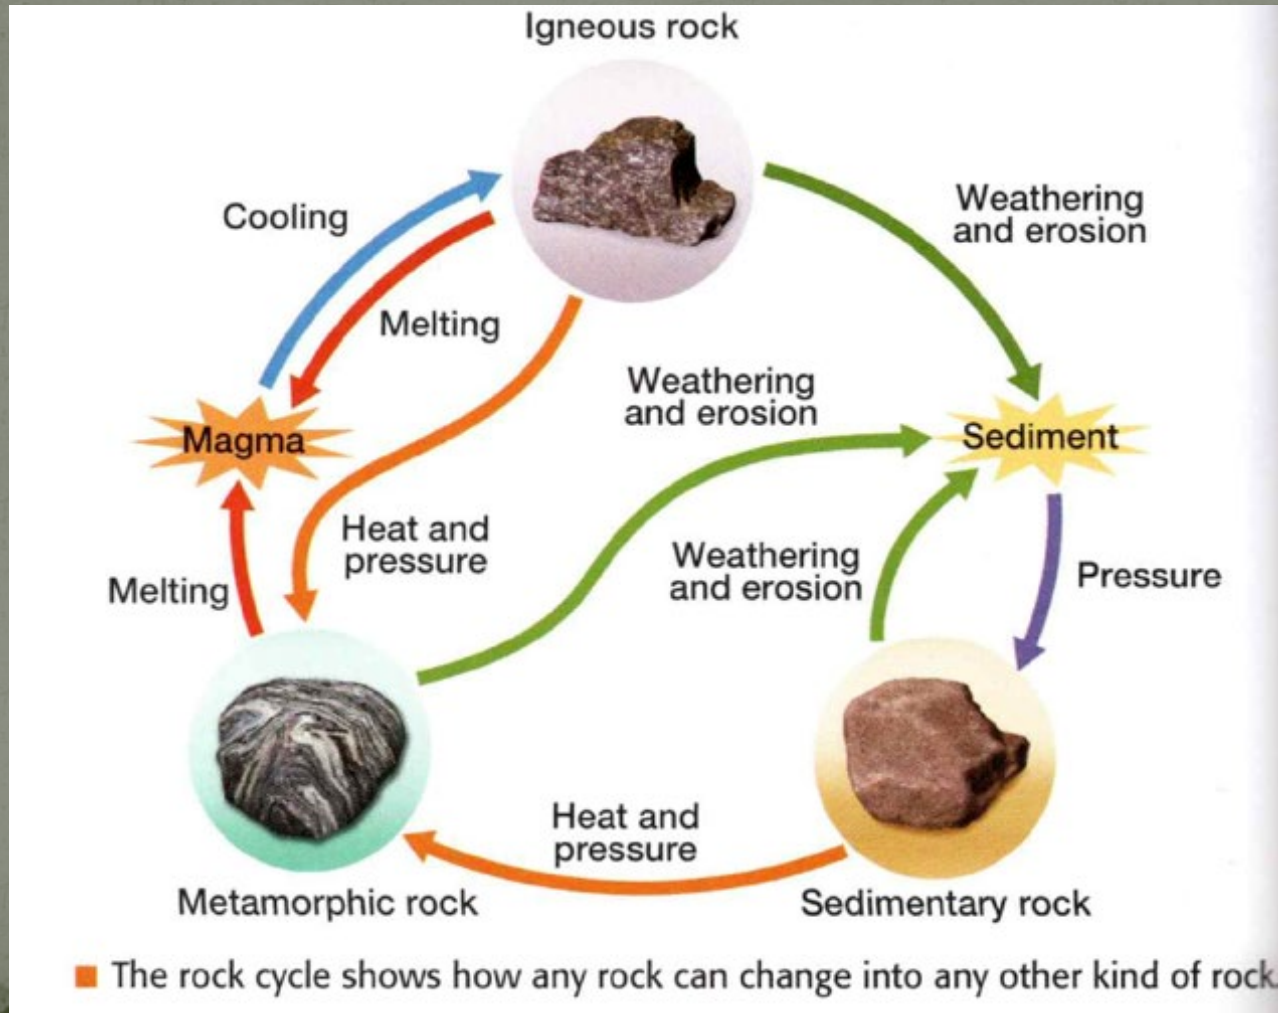 Igneous rock
Cooling
Weathering
and erosion
Melting
Weathering
and erosion
Magma
Sediment
Heat and
pressure
Weathering
and erosion
Melting
Pressure
Heat and
pressure
Metamorphic rock
Sedimentary rock
The rock cycle shows how any rock can change into any other kind of rock.